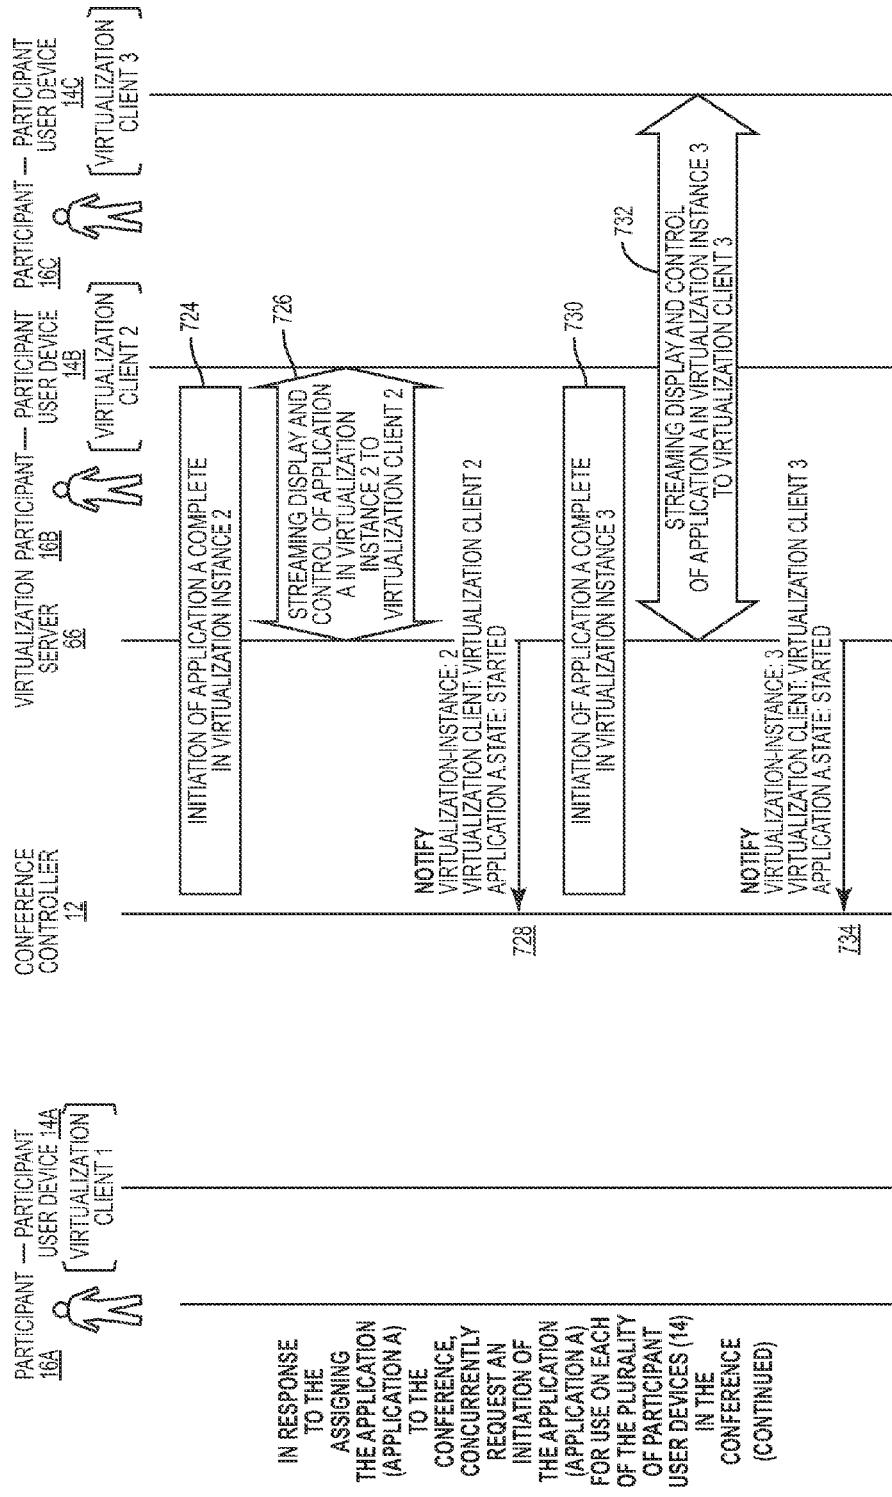 PARTICIPANT — PARTICIPANT
16A
USER DEVICE 14A
VIRTUALIZATION
CLIENT 1
CONFERENCE
CONTROLLER
12
VIRTUALIZATION
SERVER
66
PARTICIPANT — PARTICIPANT
16B
USER DEVICE
14B
VIRTUALIZATION
CLIENT 2
PARTICIPANT — PARTICIPANT
16C
USER DEVICE
14C
VIRTUALIZATION
CLIENT 3
IN RESPONSE
TO THE
ASSIGNING
THE APPLICATION
(APPLICATION A)
TO THE
CONFERENCE,
CONCURRENTLY
REQUEST AN
INITIATION OF
THE APPLICATION
(APPLICATION A)
FOR USE ON EACH
OF THE PLURALITY
OF PARTICIPANT
USER DEVICES (14)
IN THE
CONFERENCE
(CONTINUED)
INITIATION OF APPLICATION A COMPLETE
IN VIRTUALIZATION INSTANCE 2
724
STREAMING DISPLAY AND
CONTROL OF APPLICATION
A IN VIRTUALIZATION
INSTANCE 2 TO
VIRTUALIZATION CLIENT 2
726
NOTIFY
VIRTUALIZATION-INSTANCE: 2
VIRTUALIZATION CLIENT: VIRTUALIZATION CLIENT 2
APPLICATION A.STATE: STARTED
728
INITIATION OF APPLICATION A COMPLETE
IN VIRTUALIZATION INSTANCE 3
730
STREAMING DISPLAY AND CONTROL
OF APPLICATION A IN VIRTUALIZATION INSTANCE 3
TO VIRTUALIZATION CLIENT 3
732
NOTIFY
VIRTUALIZATION-INSTANCE: 3
VIRTUALIZATION CLIENT: VIRTUALIZATION CLIENT 3
APPLICATION A.STATE: STARTED
734